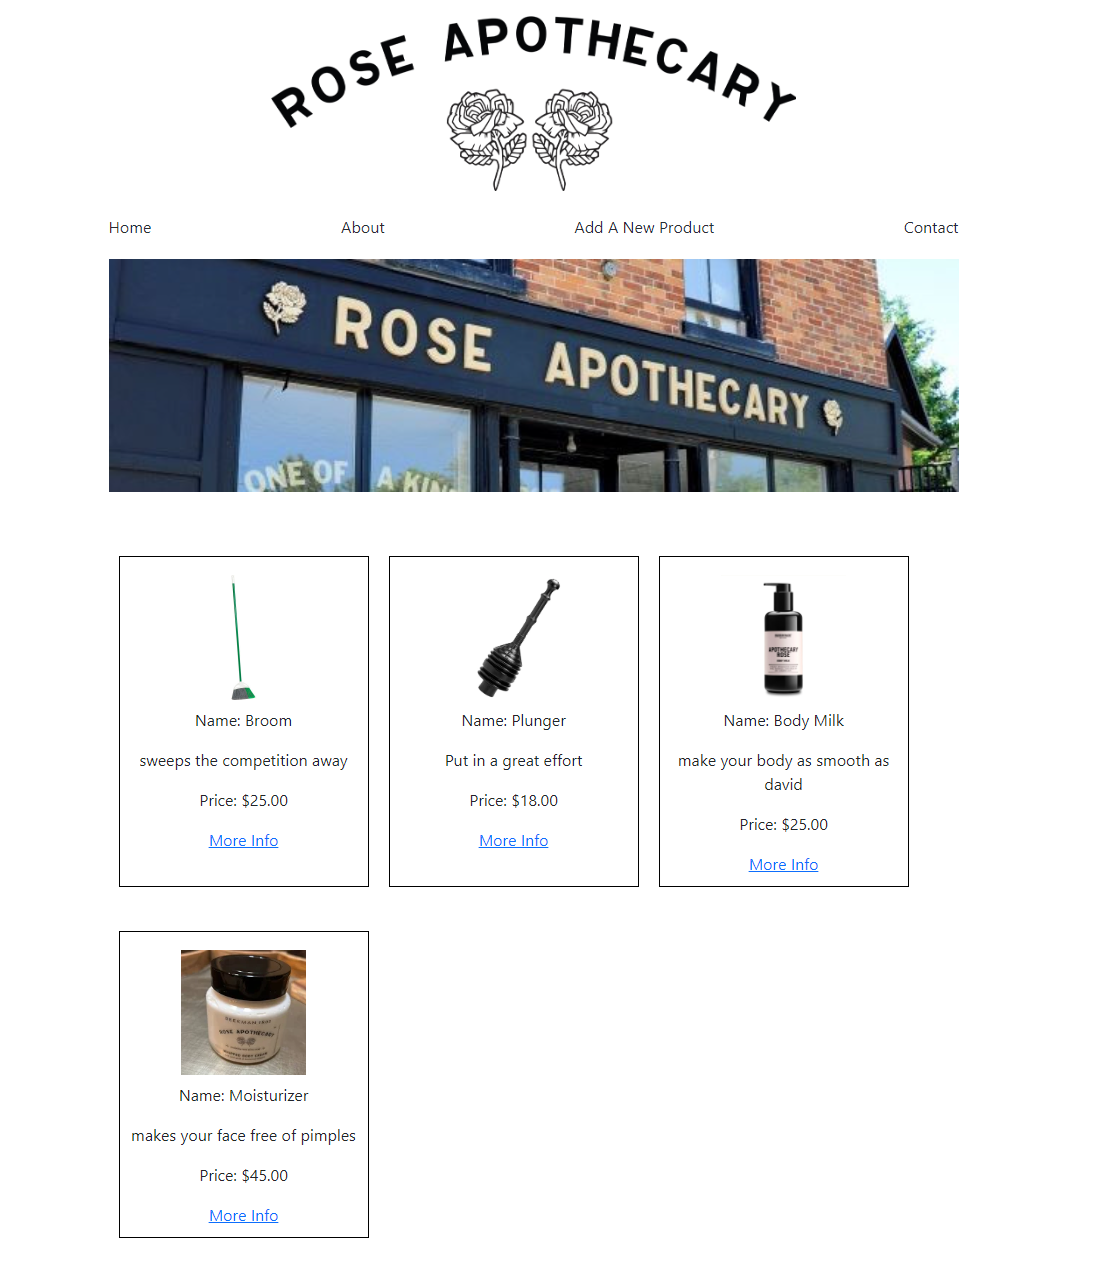 ROSE APOTHECARY
Home About Add A New Product Contact
ROSE APOTHECARY
ONE OF A
Name: Broom
sweeps the competition away
Price: $25.00
More Info
Name: Plunger
Put in a great effort
Price: $18.00
More Info
APOTHECARY
ROSE
Name: Body Milk
make your body as smooth as
david
Price: $25.00
More Info
BEEKMAN 1802
ROSE APOTHECARY
Name: Moisturizer
makes your face free of pimples
Price: $45.00
More Info